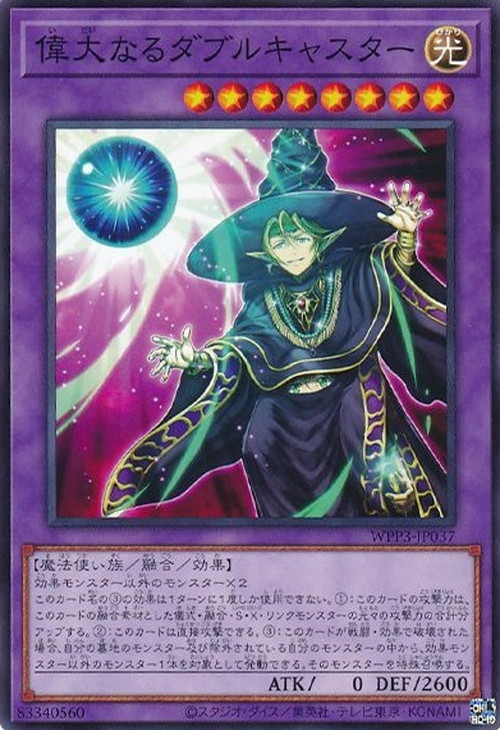 偉大なるダブルキャスター
光
WPP3-JP037
【魔法使い族／融合／効果】
効果モンスター以外のモンスター×2
このカード名の③の効果は1ターンに1度しか使用できない。①：このカードの攻撃力は、
このカードの融合素材とした儀式・融合・S・X・リンクモンスターの元々の攻撃力の合計分
アップする。②：このカードは直接攻撃できる。③：このカードが戦闘・効果で破壊された
場合、自分の墓地のモンスター及び除外されている自分のモンスターの中から、効果モン
スター以外のモンスター1体を対象として発動できる。そのモンスターを特殊召喚する。
ATK/ 0 DEF/2600
83340560 ©スタジオ・ダイス／集英社・テレビ東京・KONAMI